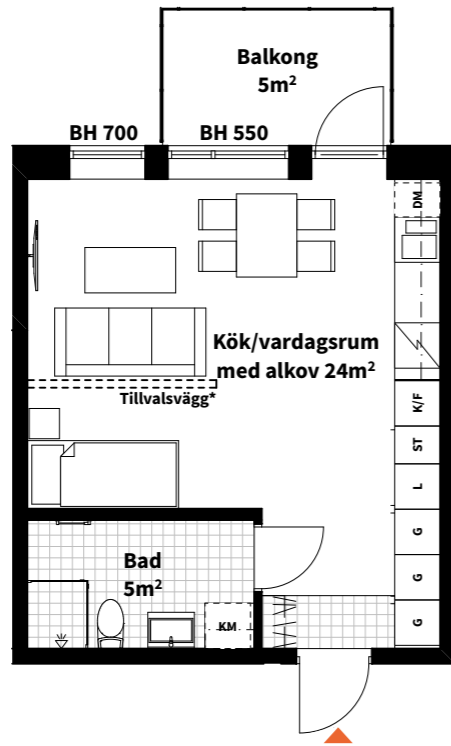 Balkong
5m²
BH 700
BH 550
DM
Kök/vardagsrum
med alkov 24m²
Tillvalsvägg*
K/F
ST
L
G
G
G
Bad
5m²
KM